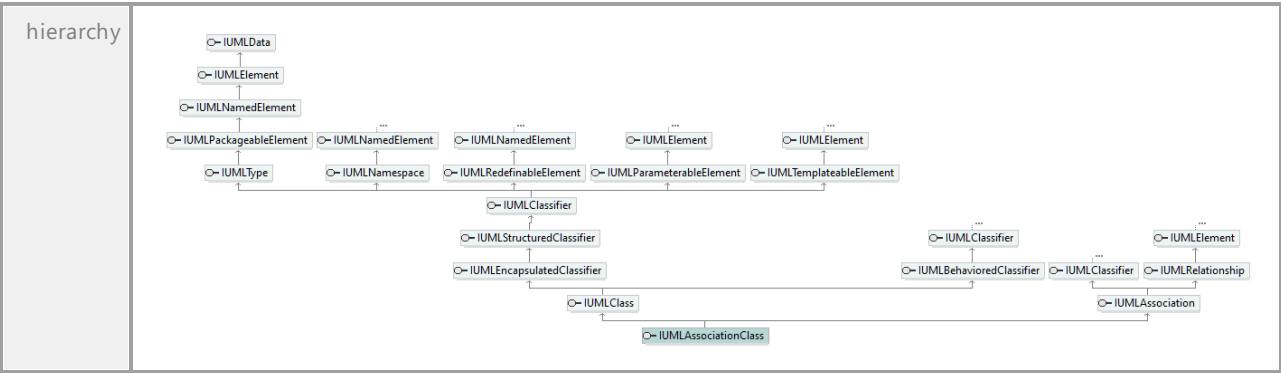 hierarchy
IUMLData
IUMLElement
IUMLNamedElement
... ... ... ...
IUMLPackageableElement IUMLNamedElement IUMLNamedElement IUMLElement IUMLElement
IUMLType IUMLNamespace IUMLRedefinableElement IUMLParameterableElement IUMLTemplateableElement
IUMLClassifier
... ...
IUMLStructuredClassifier IUMLClassifier IUMLElement
...
IUMLEncapsulatedClassifier IUMLBehavioredClassifier IUMLClassifier IUMLRelationship
IUMLClass IUMLAssociation
IUMLAssociationClass